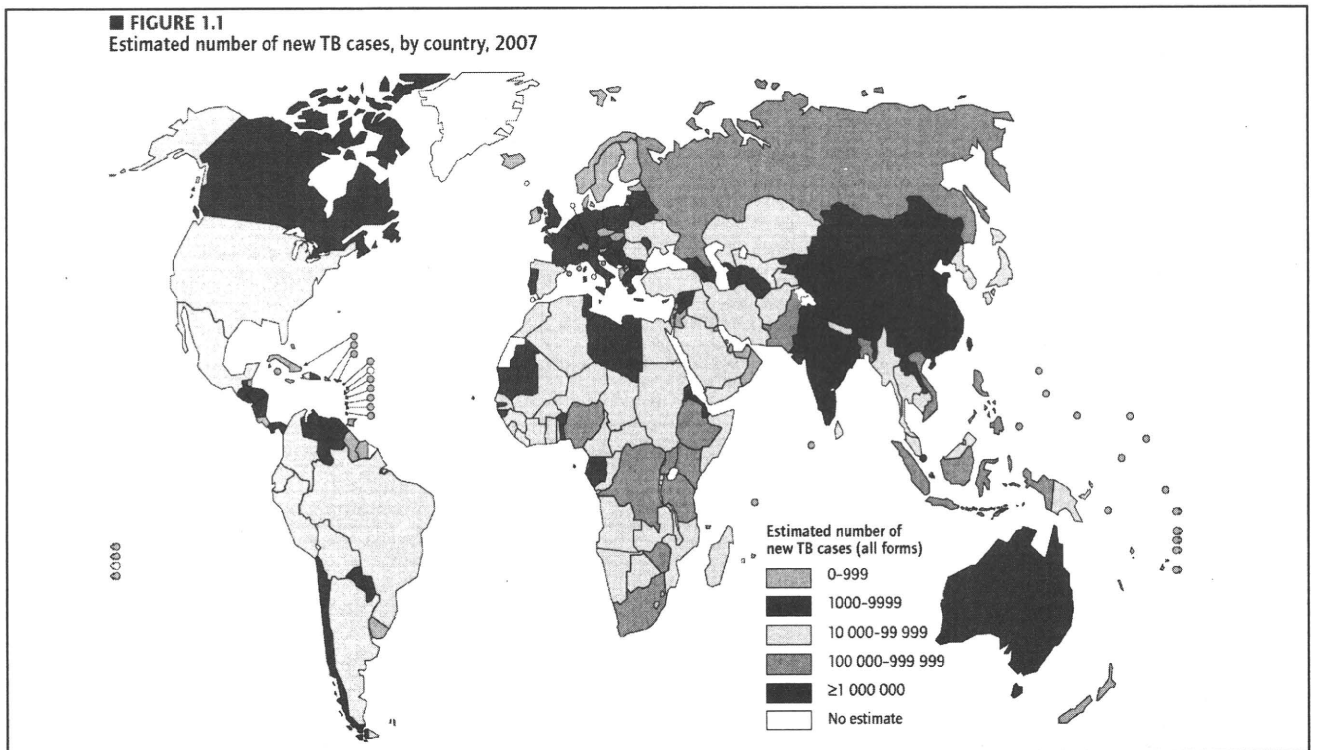 ■ FIGURE 1.1
Estimated number of new TB cases, by country, 2007
Estimated number of
new TB cases (all forms)
0–999
1000–9999
10 000–99 999
100 000–999 999
≥1 000 000
No estimate